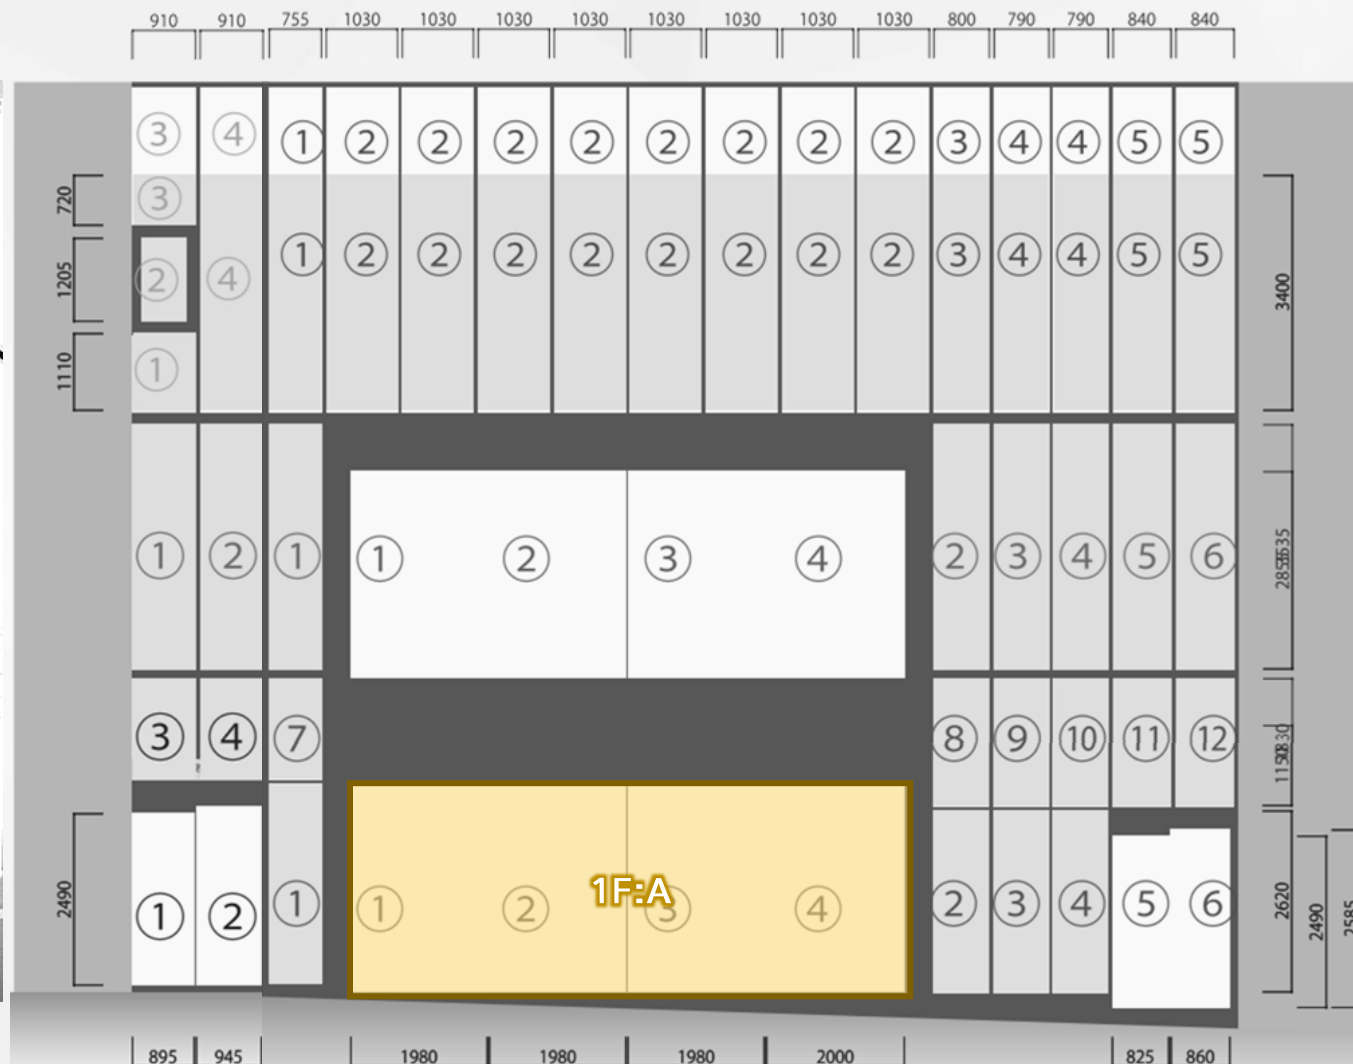 910 910 755 1030 1030 1030 1030 1030 1030 1030 1030 800 790 790 840 840
③ ④ ① ② ② ② ② ② ② ② ② ③ ④ ④ ⑤ ⑤
720 ③
1205 ② ④ ① ② ② ② ② ② ② ② ② ③ ④ ④ ⑤ ⑤ 3400
1110 ①
① ② ① ① ② ③ ④ ② ③ ④ ⑤ ⑥
③ ④ ⑦ ⑧ ⑨ ⑩ ⑪ ⑫
1F:A
2490 ① ② ① ① ② ③ ④ ② ③ ④ ⑤ ⑥ 2620 2490 2585
895 945 1980 1980 1980 2000 825 860